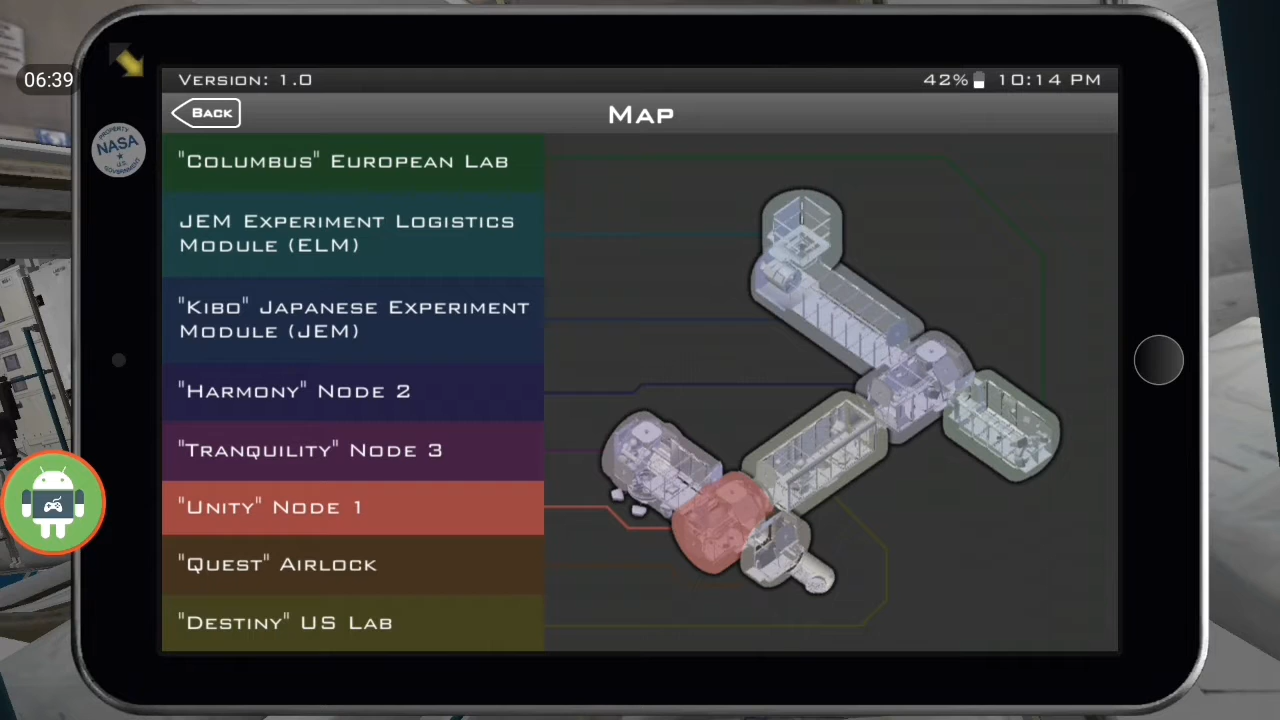 06:39
VERSION: 1.0
42% 10:14 PM
BACK
MAP
PROPERTY
NASA
U.S.
GOVERNMENT
"COLUMBUS" EUROPEAN LAB
JEM EXPERIMENT LOGISTICS
MODULE (ELM)
"KIBO" JAPANESE EXPERIMENT
MODULE (JEM)
"HARMONY" NODE 2
"TRANQUILITY" NODE 3
"UNITY" NODE 1
"QUEST" AIRLOCK
"DESTINY" US LAB